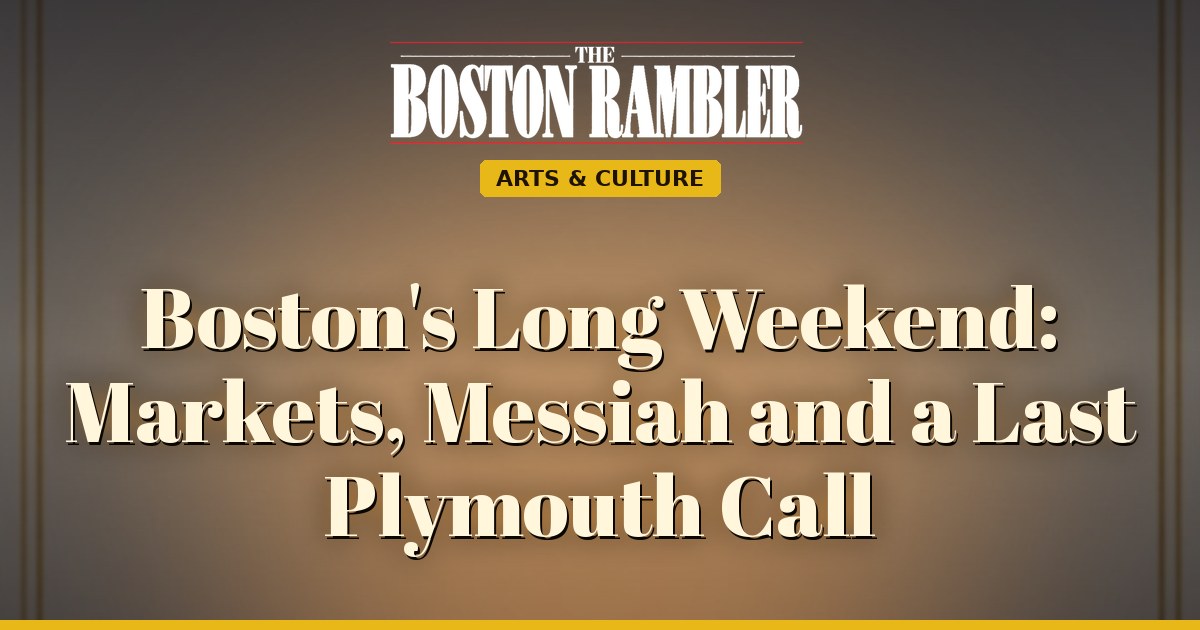 THE
BOSTON RAMBLER
ARTS & CULTURE
Boston's Long Weekend:
Markets, Messiah and a Last
Plymouth Call